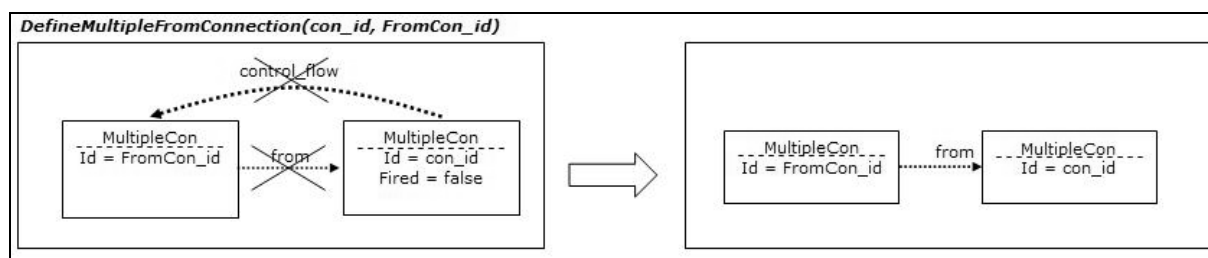 DefineMultipleFromConnection(con_id, FromCon_id)
control_flow
MultipleCon
Id = FromCon_id
from
MultipleCon
Id = con_id
Fired = false
MultipleCon
Id = FromCon_id
from
MultipleCon
Id = con_id